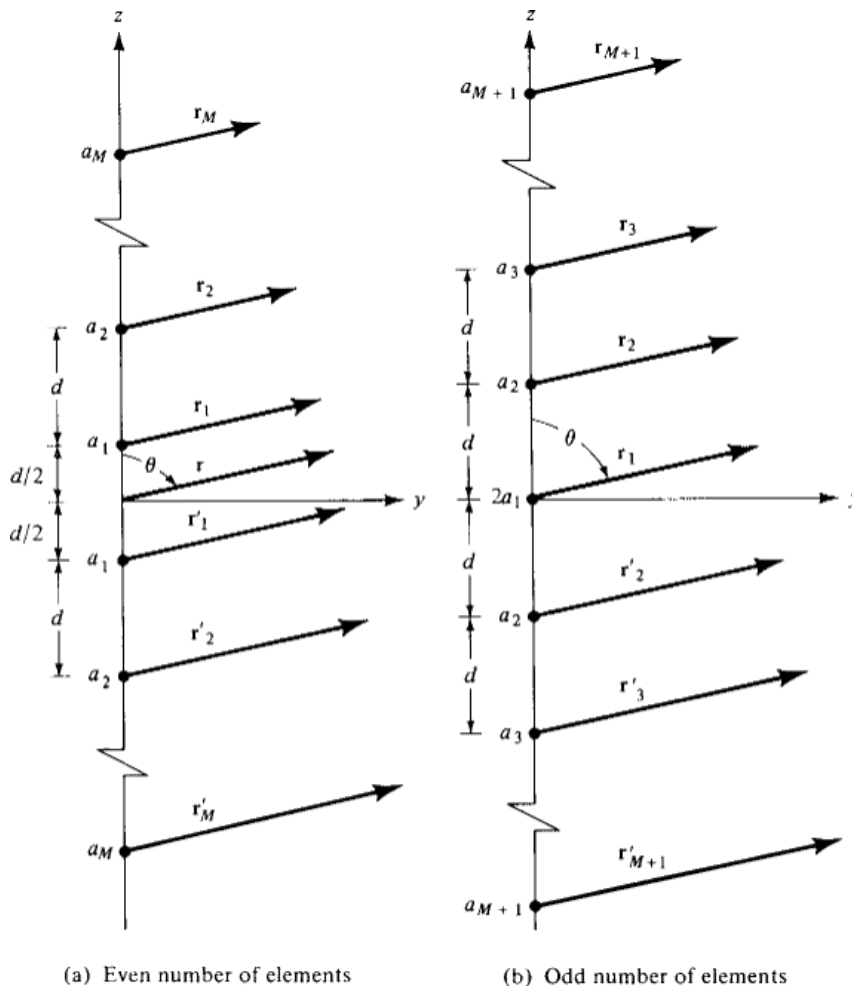 z
r_M
a_M
r_2
a_2
d
r_1
a_1
θ
r
d/2
y
d/2
r'_1
a_1
d
r'_2
a_2
r'_M
a_M
(a) Even number of elements
z
r_{M+1}
a_{M+1}
r_3
a_3
d
r_2
a_2
d
θ
r_1
2a_1
d
r'_2
a_2
d
r'_3
a_3
r'_{M+1}
a_{M+1}
(b) Odd number of elements